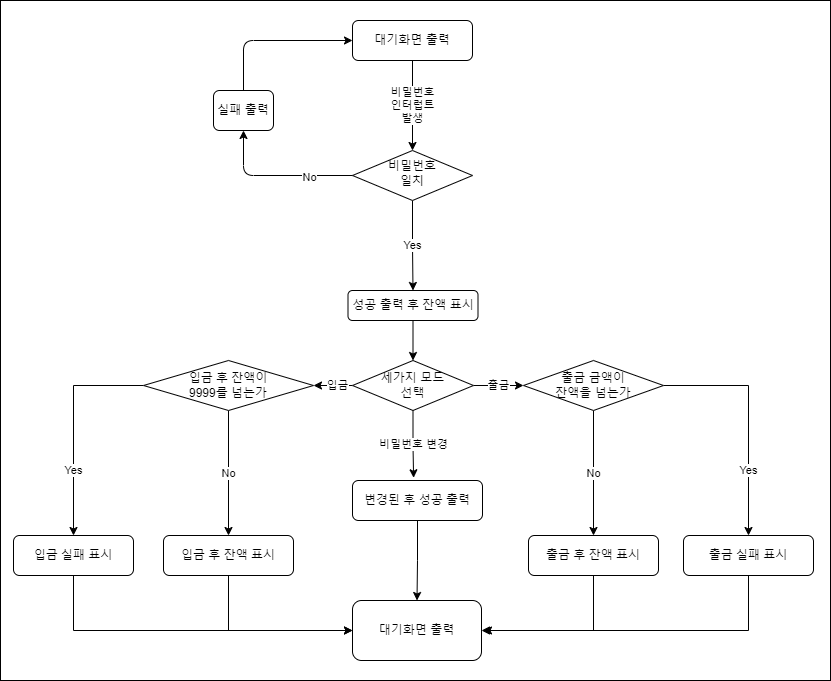 대기화면 출력
비밀번호
인터럽트
발생
실패 출력
비밀번호
일치
No
Yes
성공 출력 후 잔액 표시
입금 후 잔액이
9999를 넘는가
입금
세가지 모드
선택
출금
출금 금액이
잔액을 넘는가
비밀번호 변경
Yes
No
No
Yes
변경된 후 성공 출력
입금 실패 표시
입금 후 잔액 표시
출금 후 잔액 표시
출금 실패 표시
대기화면 출력